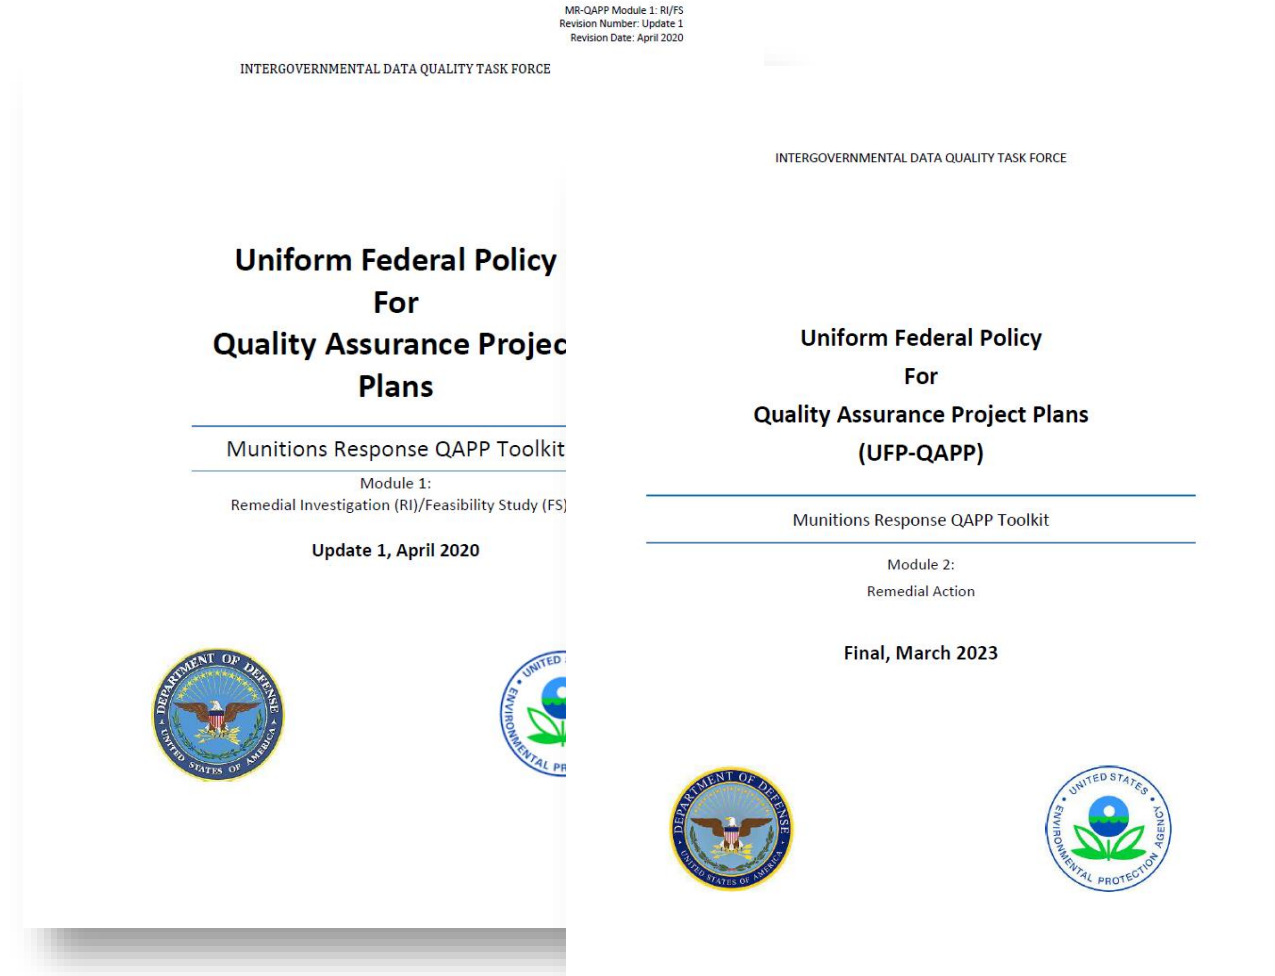 MR-QAPP Module 1: RI/FS
Revision Number: Update 1
Revision Date: April 2020
INTERGOVERNMENTAL DATA QUALITY TASK FORCE
Uniform Federal Policy
For
Quality Assurance Projec
Plans
Munitions Response QAPP Toolkit
Module 1:
Remedial Investigation (RI)/Feasibility Study (FS)
Update 1, April 2020
DEPARTMENT OF DEFENSE
UNITED STATES OF AMERICA
UNITED
ENVIRONMENTAL PR
INTERGOVERNMENTAL DATA QUALITY TASK FORCE
Uniform Federal Policy
For
Quality Assurance Project Plans
(UFP-QAPP)
Munitions Response QAPP Toolkit
Module 2:
Remedial Action
Final, March 2023
DEPARTMENT OF DEFENSE
UNITED STATES OF AMERICA
UNITED STATES
ENVIRONMENTAL PROTECTION AGENCY